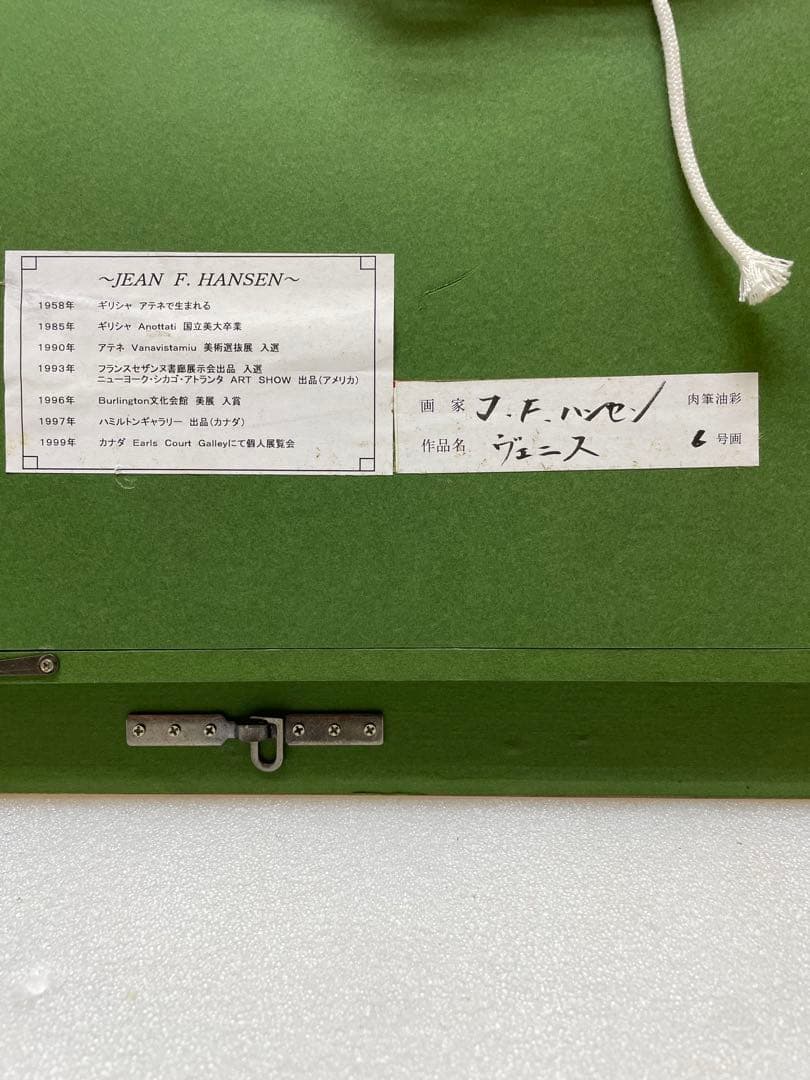 ～JEAN F. HANSEN～
1958年 ギリシャ アテネで生まれる
1985年 ギリシャ Anottati 国立美大卒業
1990年 アテネ Vanavistamiu 美術選抜展 入選
1993年 フランスセザンヌ書廊展示会出品 入選
ニューヨーク・シカゴ・アトランタ ART SHOW 出品（アメリカ）
1996年 Burlington文化会館 美展 入賞
1997年 ハミルトンギャラリー 出品（カナダ）
1999年 カナダ Earls Court Galleyにて個人展覧会
画家 J.F.ハンセン 肉筆油彩
作品名 ヴェニス 6号画